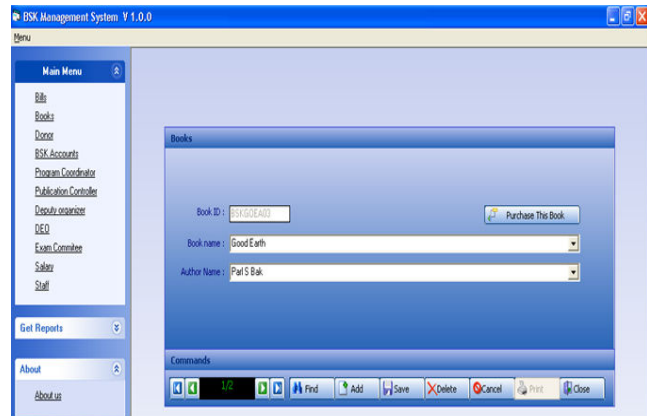 BSK Management System V 1.0.0
Menu
Main Menu
Bills
Books
Donor
BSK Accounts
Program Coordinator
Publication Controller
Deputy organizer
DEO
Exam Commitee
Salary
Staff
Get Reports
About
About us
Books
Book ID : BSKGOEA03
Purchase This Book
Book name : Good Earth
Author Name : Parl S Bak
Commands
1/2 Find Add Save Delete Cancel Print Close